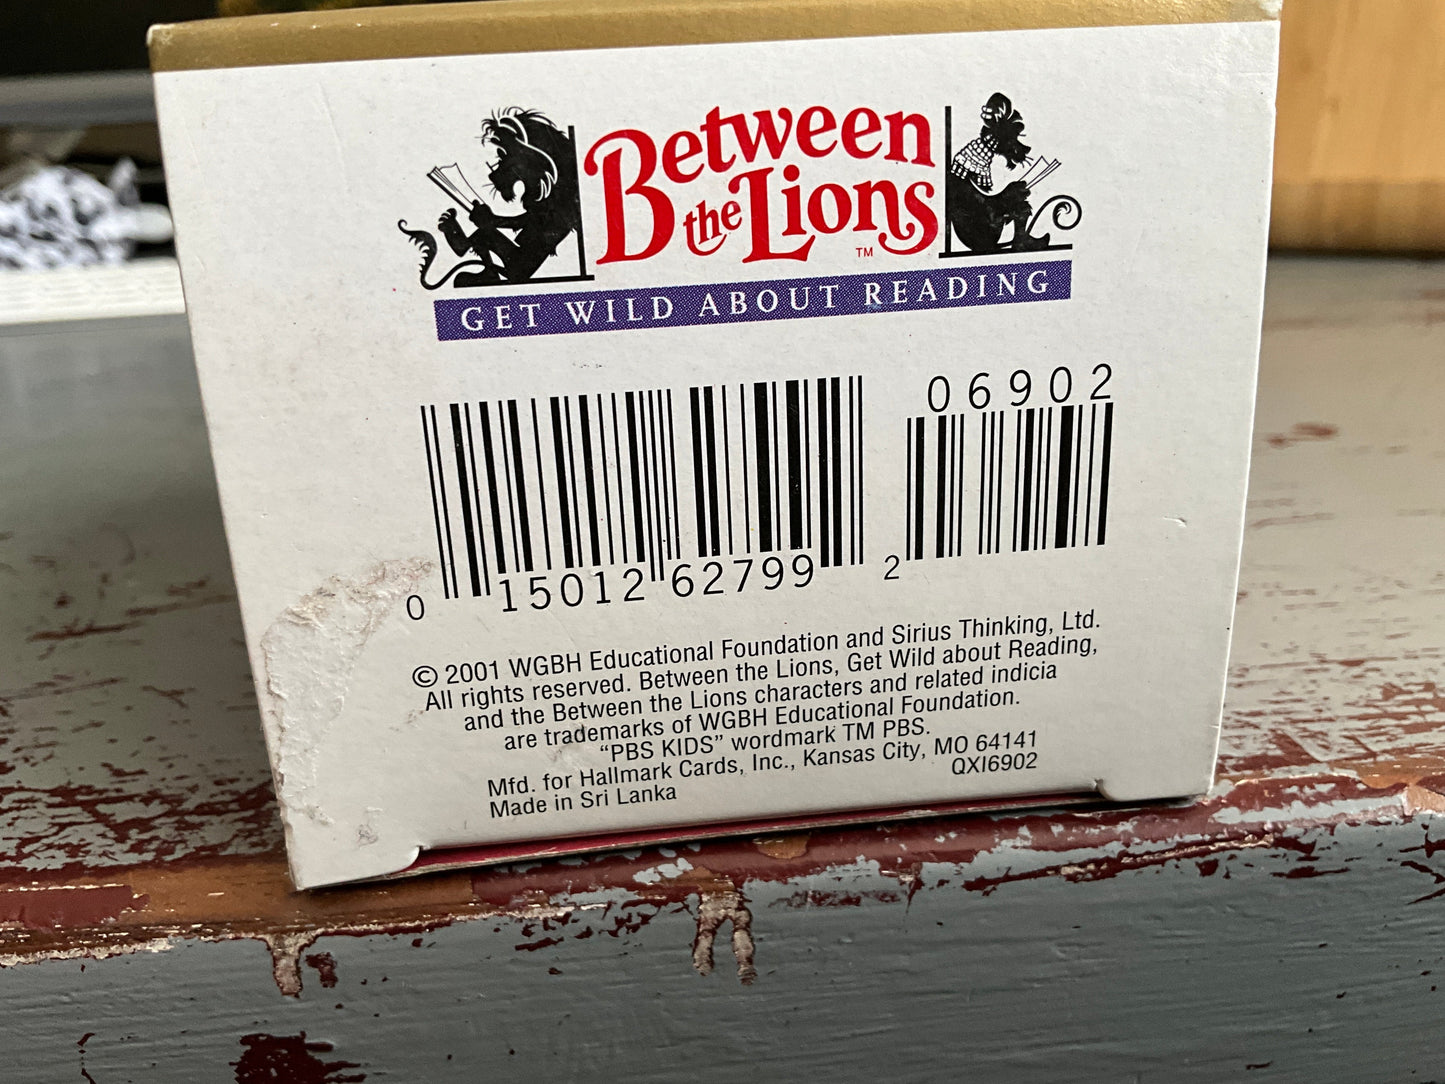 Between
the Lions
TM
GET WILD ABOUT READING
06902
0 15012 62799 2
© 2001 WGBH Educational Foundation and Sirius Thinking, Ltd.
All rights reserved. Between the Lions, Get Wild about Reading,
and the Between the Lions characters and related indicia
are trademarks of WGBH Educational Foundation.
“PBS KIDS” wordmark TM PBS.
Mfd. for Hallmark Cards, Inc., Kansas City, MO 64141
Made in Sri Lanka QXI6902